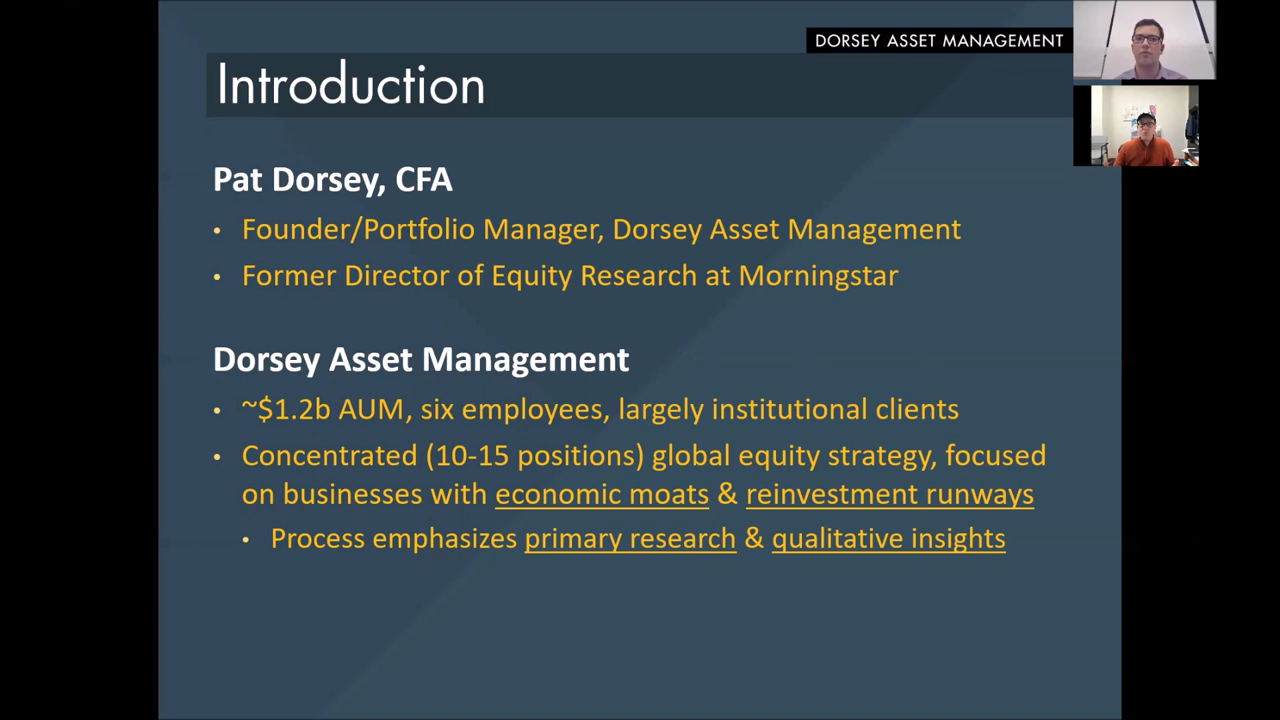 DORSEY ASSET MANAGEMENT
Introduction
Pat Dorsey, CFA
• Founder/Portfolio Manager, Dorsey Asset Management
• Former Director of Equity Research at Morningstar
Dorsey Asset Management
• ~$1.2b AUM, six employees, largely institutional clients
• Concentrated (10-15 positions) global equity strategy, focused
on businesses with economic moats & reinvestment runways
• Process emphasizes primary research & qualitative insights